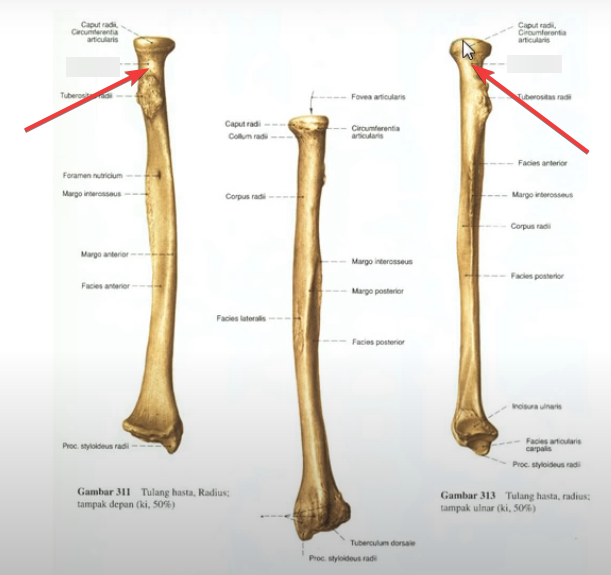 Caput radii,
Circumferentia
articularis
Tuberositas radii
Foramen nutricium
Margo interosseus
Margo anterior
Facies anterior
Proc. styloideus radii
Gambar 311 Tulang hasta, Radius;
tampak depan (ki, 50%)
Fovea articularis
Caput radii
Collum radii
Circumferentia
articularis
Corpus radii
Margo interosseus
Margo posterior
Facies lateralis
Facies posterior
Tuberculum dorsale
Proc. styloideus radii
Caput radii,
Circumferentia
articularis
Tuberositas radii
Facies anterior
Margo interosseus
Corpus radii
Facies posterior
Incisura ulnaris
Facies articularis
carpalis
Proc. styloideus radii
Gambar 313 Tulang hasta, radius;
tampak ulnar (ki, 50%)